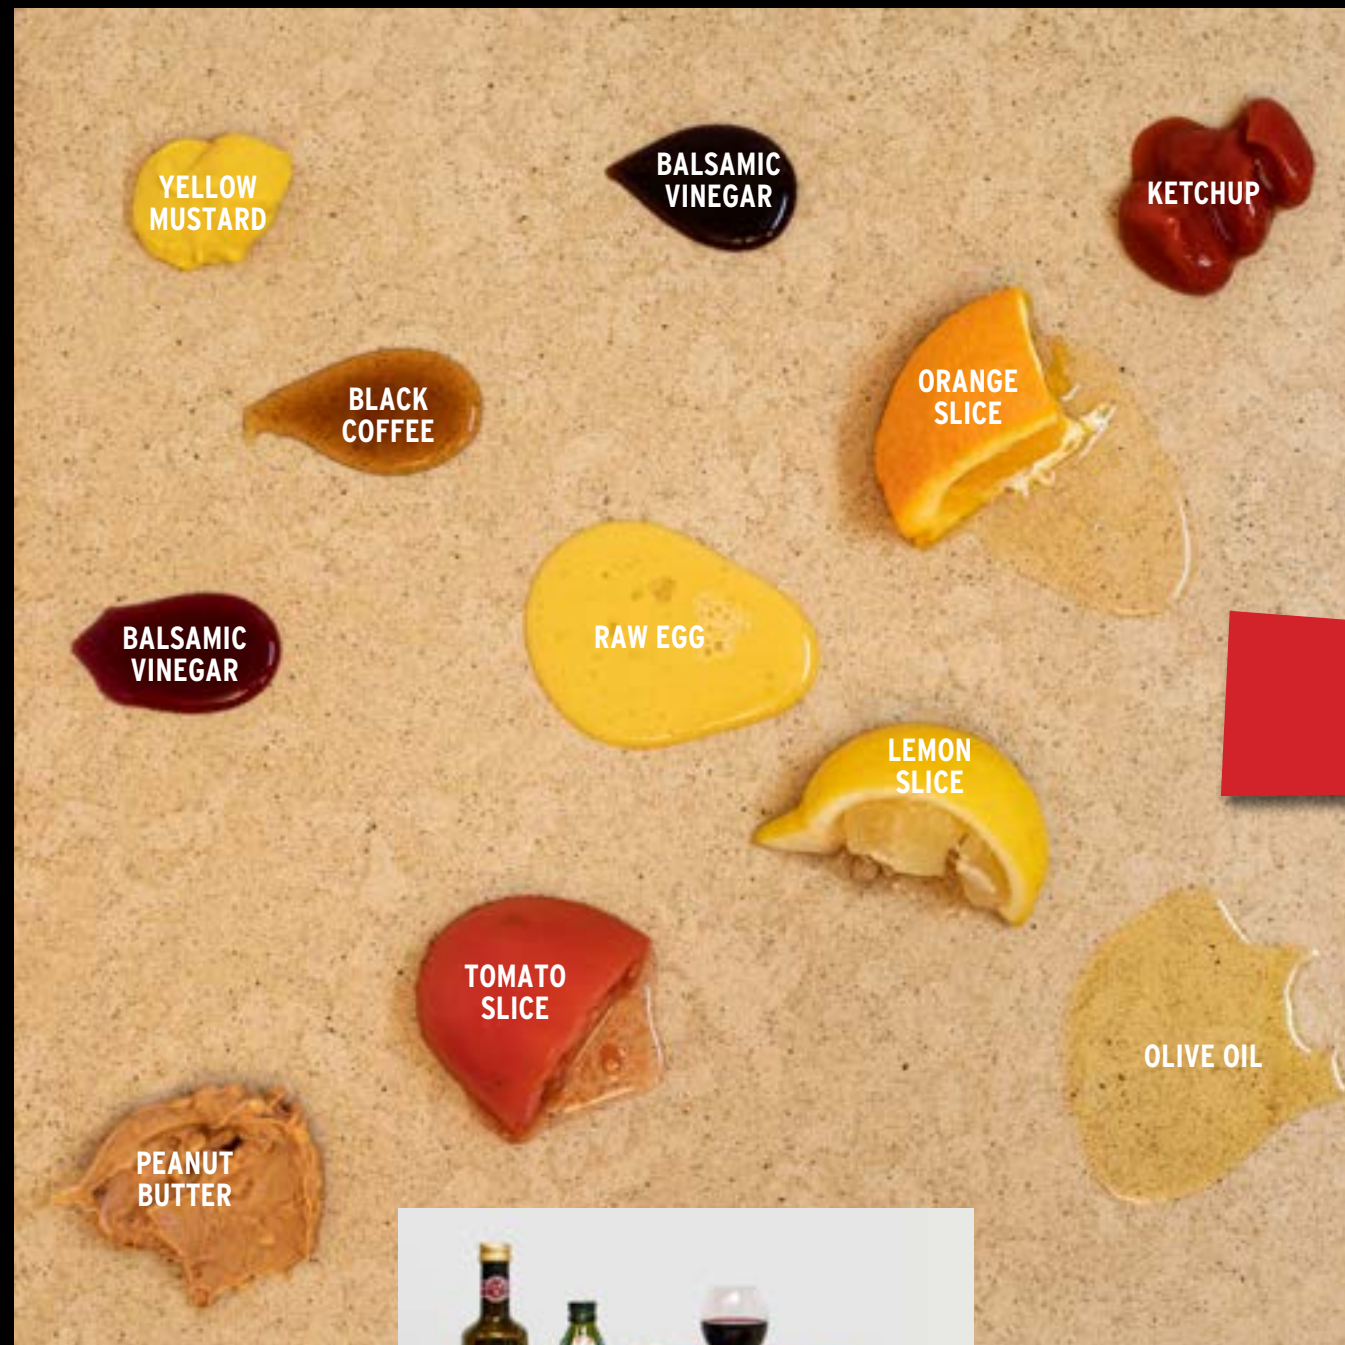 YELLOW
MUSTARD
BALSAMIC
VINEGAR
KETCHUP
BLACK
COFFEE
ORANGE
SLICE
BALSAMIC
VINEGAR
RAW EGG
LEMON
SLICE
TOMATO
SLICE
OLIVE OIL
PEANUT
BUTTER